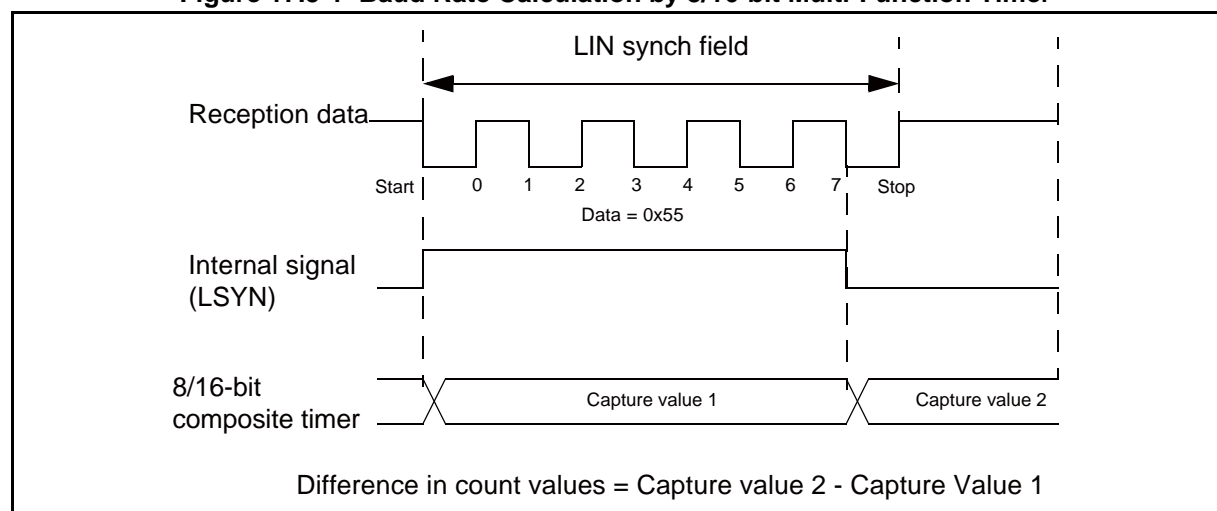 LIN synch field
Reception data
Start 0 1 2 3 4 5 6 7 Stop
Data = 0x55
Internal signal
(LSYN)
8/16-bit
composite timer
Capture value 1
Capture value 2
Difference in count values = Capture value 2 - Capture Value 1